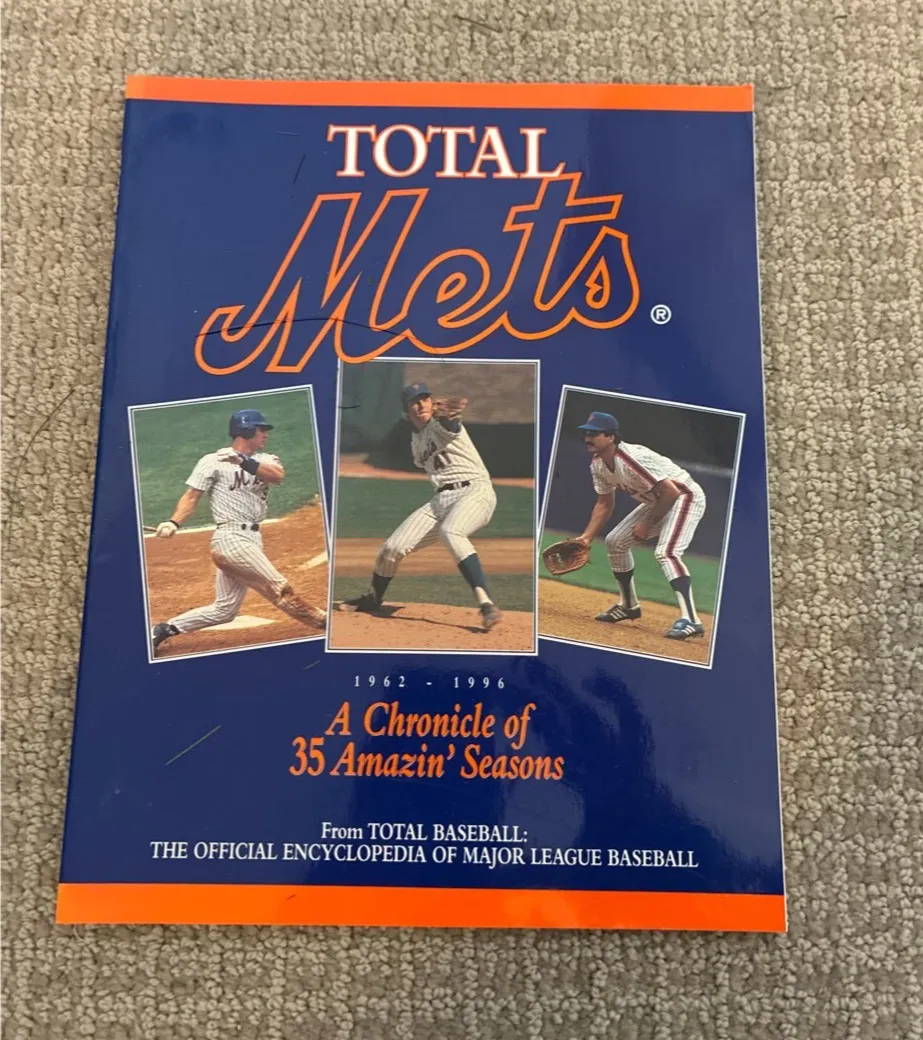 TOTAL
Mets
®
41
1962 - 1996
A Chronicle of
35 Amazin' Seasons
From TOTAL BASEBALL:
THE OFFICIAL ENCYCLOPEDIA OF MAJOR LEAGUE BASEBALL